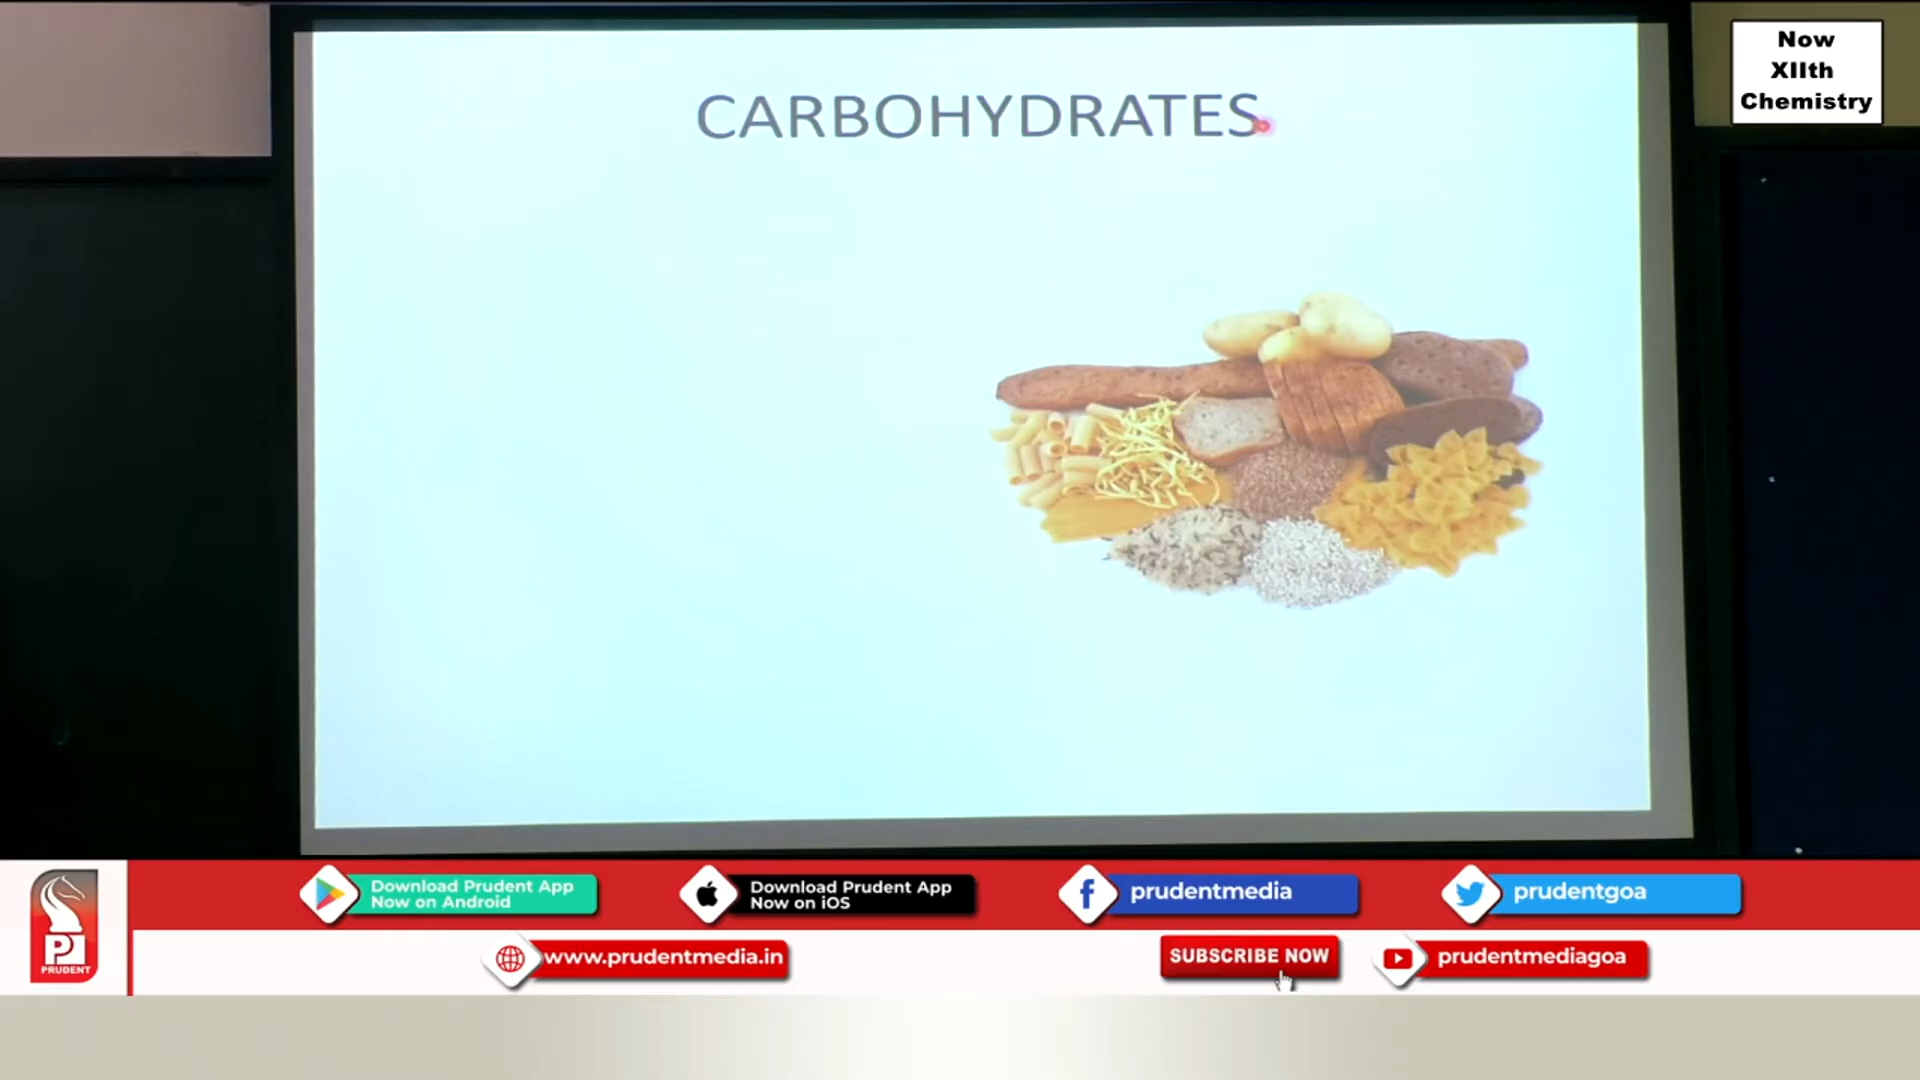 Now
XIIth
Chemistry
CARBOHYDRATES
Download Prudent App
Now on Android
Download Prudent App
Now on iOS
prudentmedia
prudentgoa
PRUDENT
www.prudentmedia.in
SUBSCRIBE NOW
prudentmediagoa